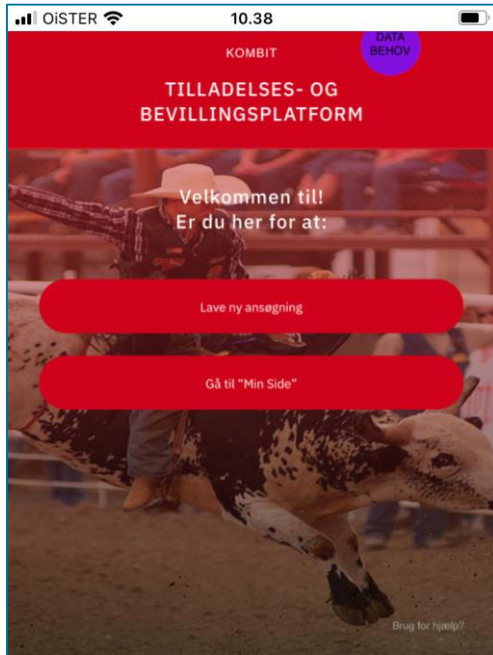 OiSTER
10.38
DATA
BEHOV
KOMBIT
TILLADELSES- OG
BEVILLINGSPLATFORM
Velkommen til!
Er du her for at:
Lave ny ansøgning
Gå til "Min Side"
Brug for hjælp?